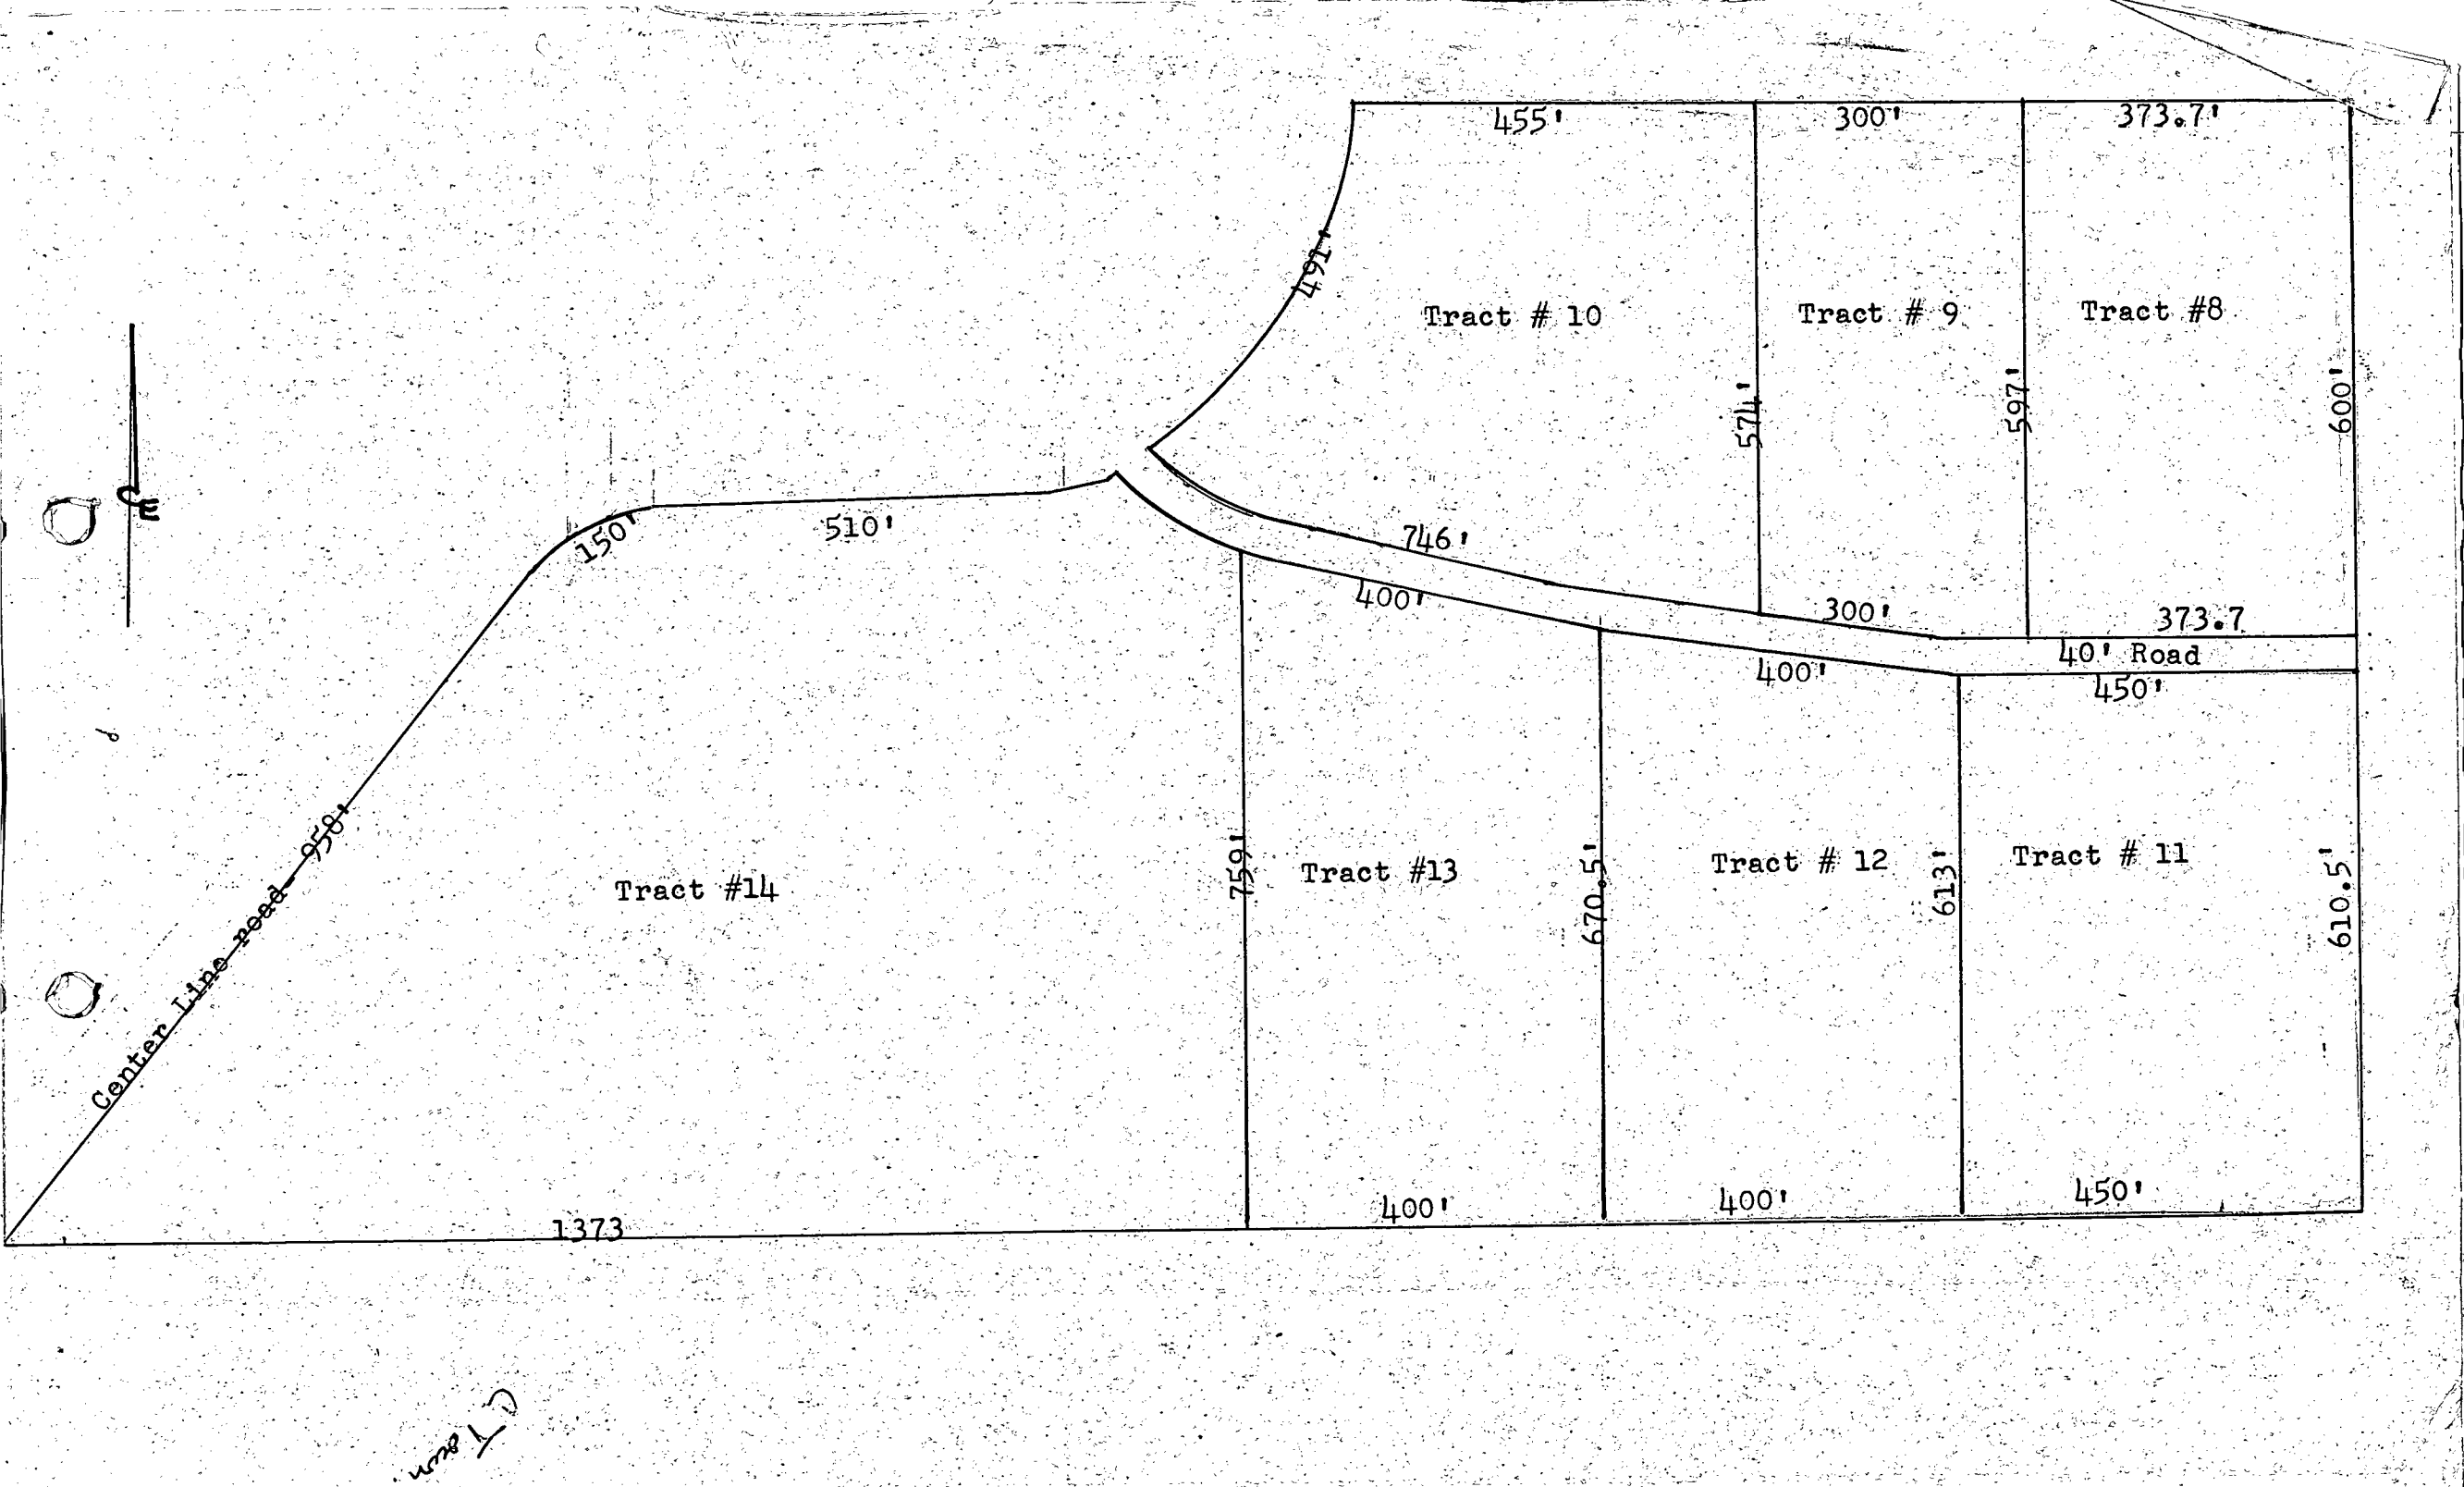 455'
300'
373.7'
491'
Tract # 10
Tract # 9
Tract #8
574'
597'
600'
150'
510'
746'
400'
300'
373.7
400'
40' Road
450'
Center Line road- 958'
Tract #14
759'
Tract #13
670.5'
Tract # 12
613'
Tract # 11
610.5'
1373
400'
400'
450'